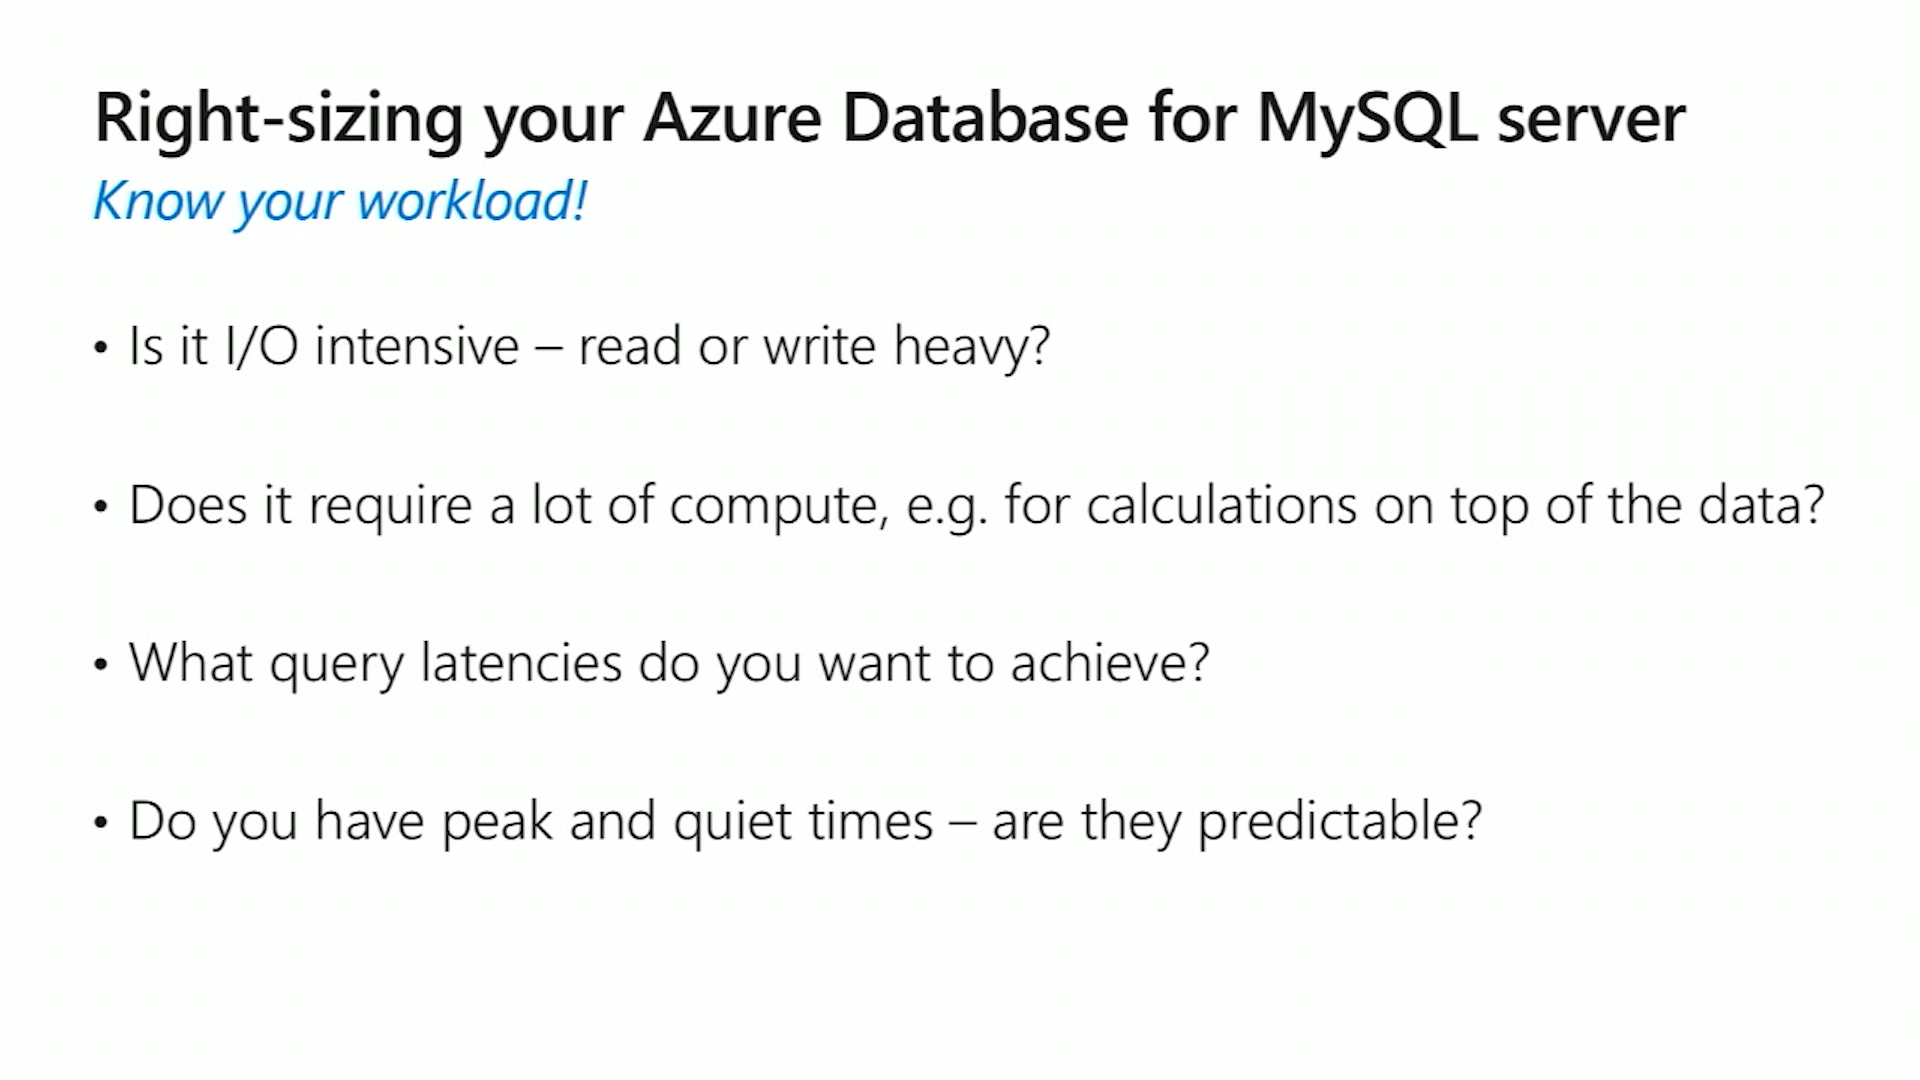 Right-sizing your Azure Database for MySQL server
Know your workload!
• Is it I/O intensive – read or write heavy?
• Does it require a lot of compute, e.g. for calculations on top of the data?
• What query latencies do you want to achieve?
• Do you have peak and quiet times – are they predictable?